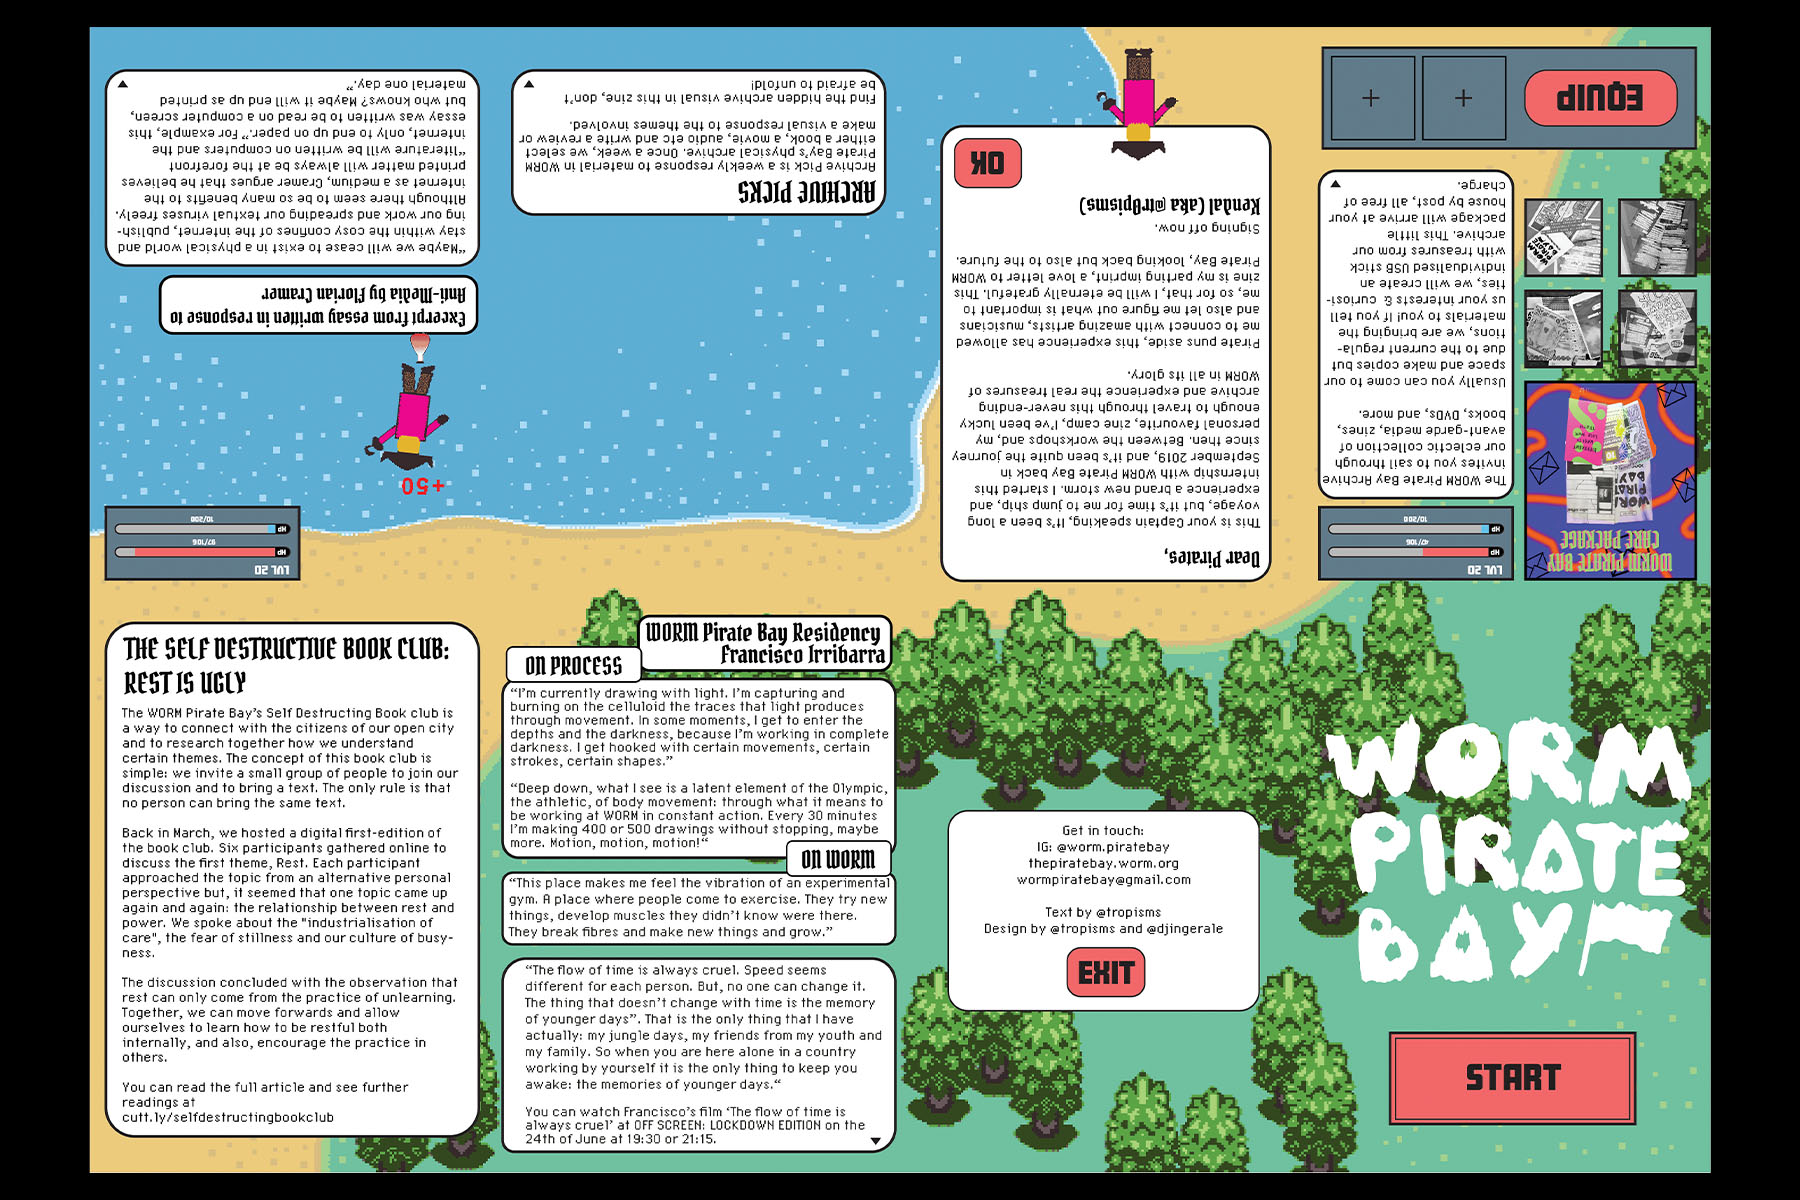 LVL 20
HP
97/106
HP
10/200
+50
Excerpt from essay written in response to
Anti-Media by Florian Cramer
“Maybe we will cease to exist in a physical world and
stay within the cosy confines of the internet, publish-
ing our work and spreading our textual viruses freely.
Although there seem to be so many benefits to the
internet as a medium, Cramer argues that he believes
printed matter will always be at the forefront
“literature will be written on computers and the
internet, only to end up on paper.” For example, this
essay was written to be read on a computer screen,
but who knows? Maybe it will end up as printed
material one day.”
ARCHIVE PICKS
Archive Pick is a weekly response to material in WORM
Pirate Bay’s physical archive. Once a week, we select
either a book, a movie, audio etc and write a review or
make a visual response to the themes involved.
Find the hidden archive visual in this zine, don’t
be afraid to unfold!
Dear Pirates,
This is your Captain speaking, It’s been a long
voyage, but it’s time for me to jump ship, and
experience a brand new storm. I started this
internship with WORM Pirate Bay back in
September 2019, and it’s been quite the journey
since then. Between the workshops and, my
personal favourite, zine camp, I’ve been lucky
enough to travel through this never-ending
archive and experience the real treasures of
WORM in all its glory.
Pirate puns aside, this experience has allowed
me to connect with amazing artists, musicians
and also let me figure out what is important to
me, so for that, I will be eternally grateful. This
zine is my parting imprint, a love letter to WORM
Pirate Bay, looking back but also to the future.
Signing off now.
Kendal (aka @tr0pisms)
OK
WORM PIRATE BAY
CARE PACKAGE
LVL 20
HP
47/106
HP
10/200
The WORM Pirate Bay Archive
invites you to sail through
our eclectic collection of
avant-garde media, zines,
books, DVDs, and more.
Usually you can come to our
space and make copies but
due to the current regula-
tions, we are bringing the
materials to you! If you tell
us your interests & curiosi-
ties, we will create an
individualised USB stick
with treasures from our
archive. This little
package will arrive at your
house by post, all free of
charge.
EQUIP
THE SELF DESTRUCTIVE BOOK CLUB:
REST IS UGLY
The WORM Pirate Bay’s Self Destructing Book club is
a way to connect with the citizens of our open city
and to research together how we understand
certain themes. The concept of this book club is
simple: we invite a small group of people to join our
discussion and to bring a text. The only rule is that
no person can bring the same text.
Back in March, we hosted a digital first-edition of
the book club. Six participants gathered online to
discuss the first theme, Rest. Each participant
approached the topic from an alternative personal
perspective but, it seemed that one topic came up
again and again: the relationship between rest and
power. We spoke about the "industrialisation of
care", the fear of stillness and our culture of busy-
ness.
The discussion concluded with the observation that
rest can only come from the practice of unlearning.
Together, we can move forwards and allow
ourselves to learn how to be restful both
internally, and also, encourage the practice in
others.
You can read the full article and see further
readings at
cutt.ly/selfdestructingbookclub
WORM Pirate Bay Residency
Francisco Irribarra
ON PROCESS
“I’m currently drawing with light. I’m capturing and
burning on the celluloid the traces that light produces
through movement. In some moments, I get to enter the
depths and the darkness, because I’m working in complete
darkness. I get hooked with certain movements, certain
strokes, certain shapes.”
“Deep down, what I see is a latent element of the Olympic,
the athletic, of body movement: through what it means to
be working at WORM in constant action. Every 30 minutes
I’m making 400 or 500 drawings without stopping, maybe
more. Motion, motion, motion!“
ON WORM
“This place makes me feel the vibration of an experimental
gym. A place where people come to exercise. They try new
things, develop muscles they didn’t know were there.
They break fibres and make new things and grow.”
“The flow of time is always cruel. Speed seems
different for each person. But, no one can change it.
The thing that doesn’t change with time is the memory
of younger days”. That is the only thing that I have
actually: my jungle days, my friends from my youth and
my family. So when you are here alone in a country
working by yourself it is the only thing to keep you
awake: the memories of younger days.“
You can watch Francisco’s film ‘The flow of time is
always cruel’ at OFF SCREEN: LOCKDOWN EDITION on the
24th of June at 19:30 or 21:15.
Get in touch:
IG: @worm.piratebay
thepiratebay.worm.org
wormpiratebay@gmail.com
Text by @tropisms
Design by @tropisms and @djingerale
EXIT
WORM
PIRATE
BAY
START